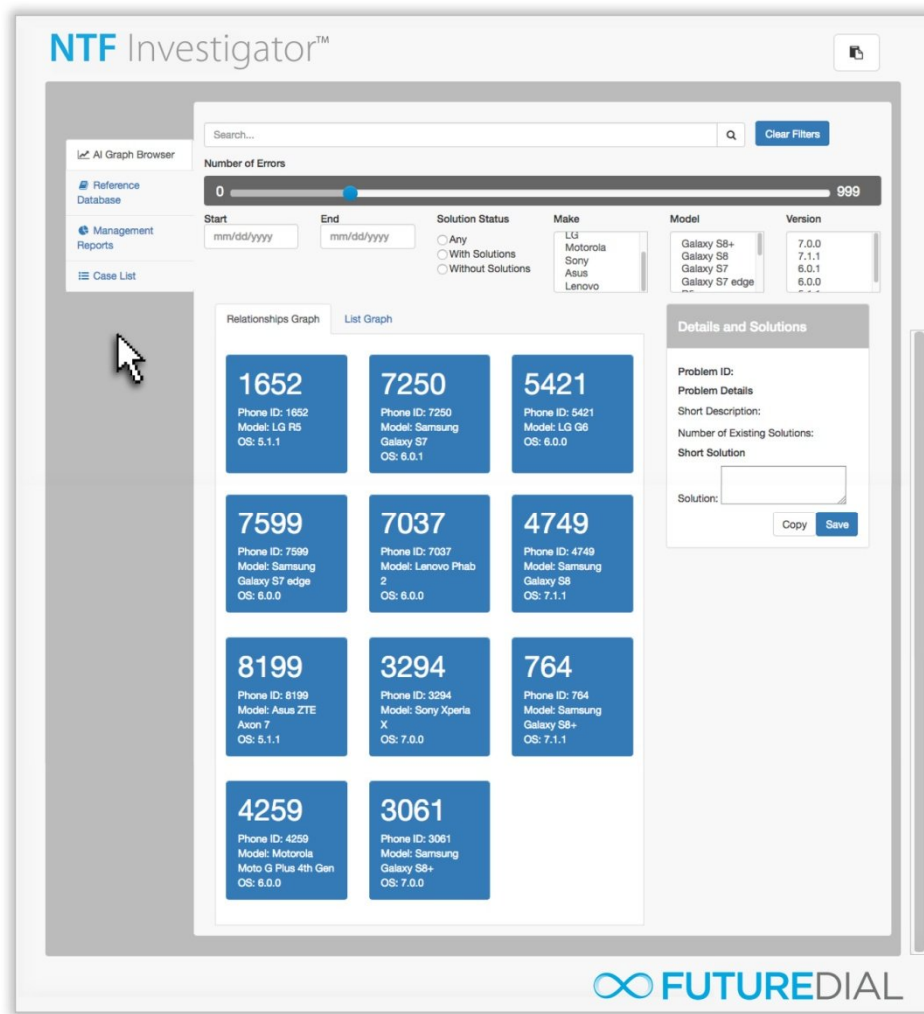 NTF Investigator™
AI Graph Browser
Reference
Database
Management
Reports
Case List
Search...
Clear Filters
Number of Errors
0
999
Start
mm/dd/yyyy
End
mm/dd/yyyy
Solution Status
Any
With Solutions
Without Solutions
Make
LG
Motorola
Sony
Asus
Lenovo
Model
Galaxy S8+
Galaxy S8
Galaxy S7
Galaxy S7 edge
Version
7.0.0
7.1.1
6.0.1
6.0.0
Relationships Graph
List Graph
1652
Phone ID: 1652
Model: LG R5
OS: 5.1.1
7250
Phone ID: 7250
Model: Samsung
Galaxy S7
OS: 6.0.1
5421
Phone ID: 5421
Model: LG G6
OS: 6.0.0
7599
Phone ID: 7599
Model: Samsung
Galaxy S7 edge
OS: 6.0.0
7037
Phone ID: 7037
Model: Lenovo Phab
2
OS: 6.0.0
4749
Phone ID: 4749
Model: Samsung
Galaxy S8
OS: 7.1.1
8199
Phone ID: 8199
Model: Asus ZTE
Axon 7
OS: 5.1.1
3294
Phone ID: 3294
Model: Sony Xperia
X
OS: 7.0.0
764
Phone ID: 764
Model: Samsung
Galaxy S8+
OS: 7.1.1
4259
Phone ID: 4259
Model: Motorola
Moto G Plus 4th Gen
OS: 6.0.0
3061
Phone ID: 3061
Model: Samsung
Galaxy S8+
OS: 7.0.0
Details and Solutions
Problem ID:
Problem Details
Short Description:
Number of Existing Solutions:
Short Solution
Solution:
Copy
Save
FUTUREDIAL